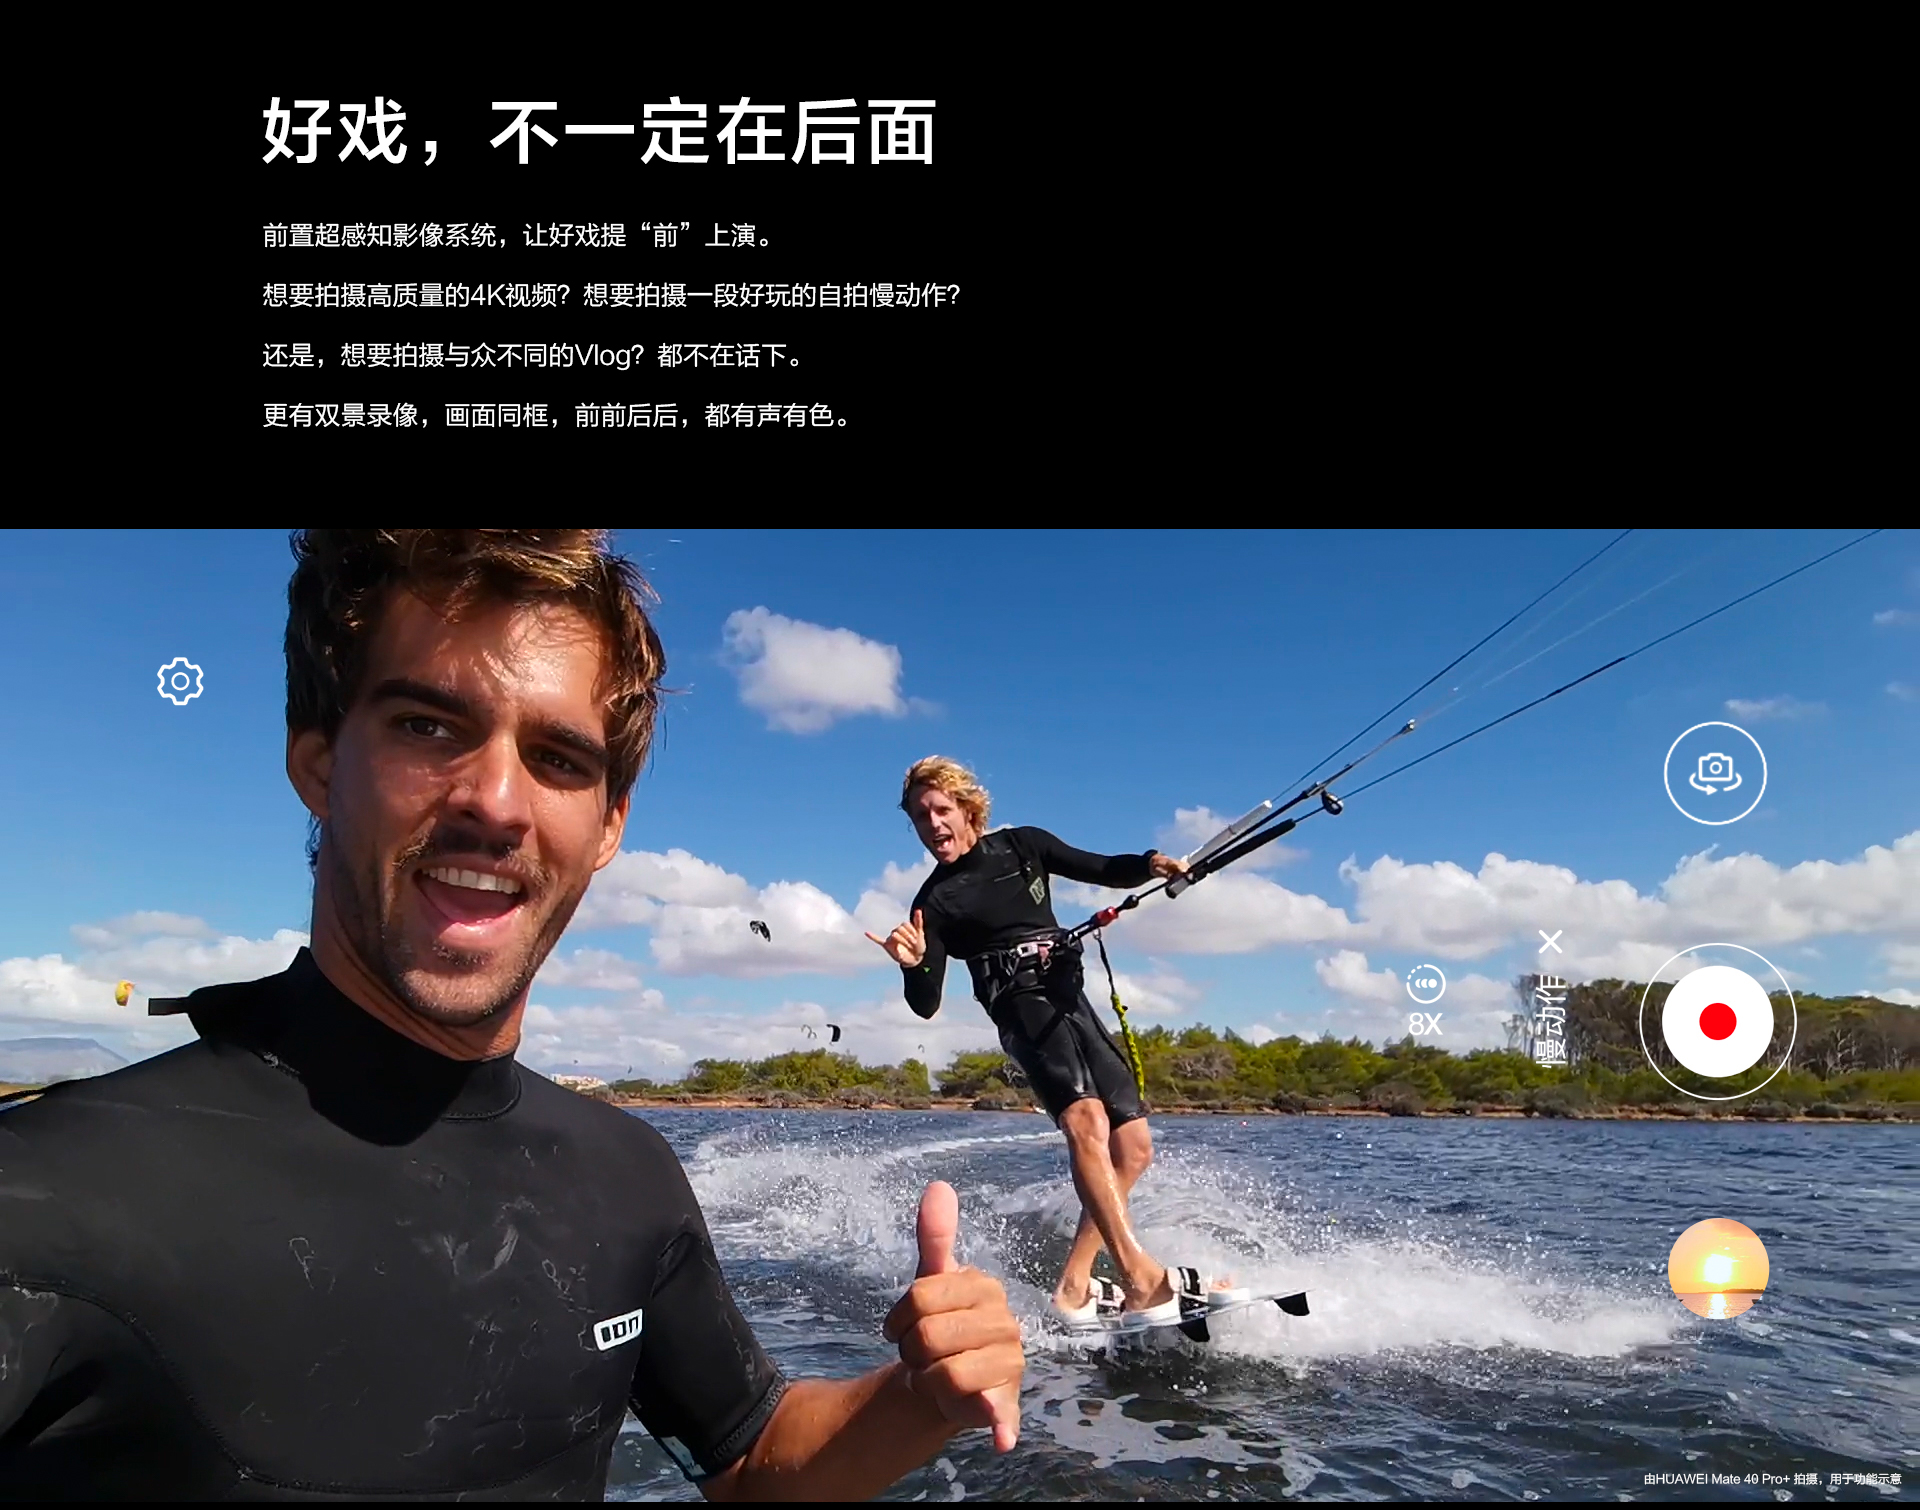 好戏，不一定在后面
前置超感知影像系统，让好戏提“前”上演。
想要拍摄高质量的4K视频？想要拍摄一段好玩的自拍慢动作？
还是，想要拍摄与众不同的Vlog？都不在话下。
更有双景录像，画面同框，前前后后，都有声有色。
慢动作
8X
ION
由HUAWEI Mate 40 Pro+ 拍摄，用于功能示意